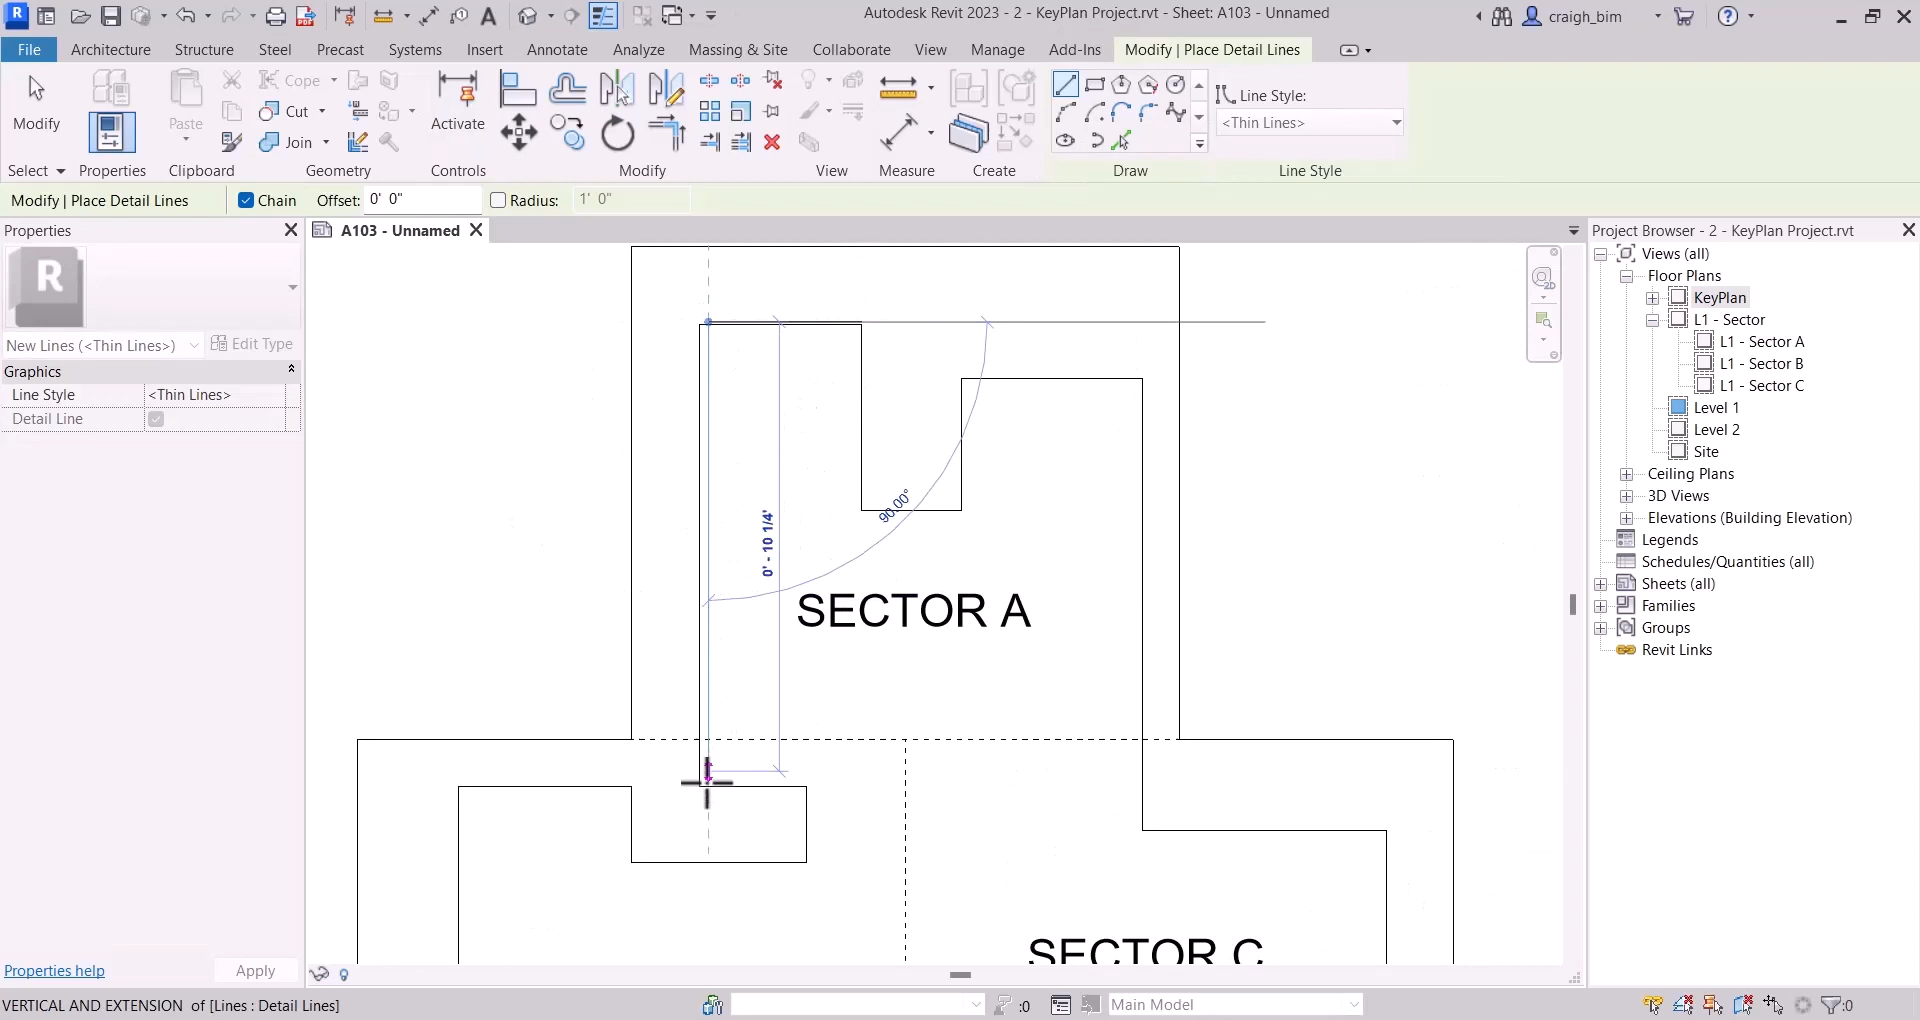 Autodesk Revit 2023 - 2 - KeyPlan Project.rvt - Sheet: A103 - Unnamed
craigh_bim
File Architecture Structure Steel Precast Systems Insert Annotate Analyze Massing & Site Collaborate View Manage Add-Ins Modify | Place Detail Lines
Modify
Paste
Cope
Cut
Join
Activate
Line Style:
<Thin Lines>
Select Properties Clipboard Geometry Controls Modify View Measure Create Draw Line Style
Modify | Place Detail Lines Chain Offset: 0' 0" Radius: 1' 0"
Properties
A103 - Unnamed
Project Browser - 2 - KeyPlan Project.rvt
R
New Lines (<Thin Lines>)
Edit Type
Graphics
Line Style <Thin Lines>
Detail Line
2D
Views (all)
Floor Plans
KeyPlan
L1 - Sector
L1 - Sector A
L1 - Sector B
L1 - Sector C
Level 1
Level 2
Site
Ceiling Plans
3D Views
Elevations (Building Elevation)
Legends
Schedules/Quantities (all)
Sheets (all)
Families
Groups
Revit Links
90.00°
0' - 10 1/4'
SECTOR A
SECTOR C
Properties help
Apply
VERTICAL AND EXTENSION of [Lines : Detail Lines]
:0
Main Model
:0